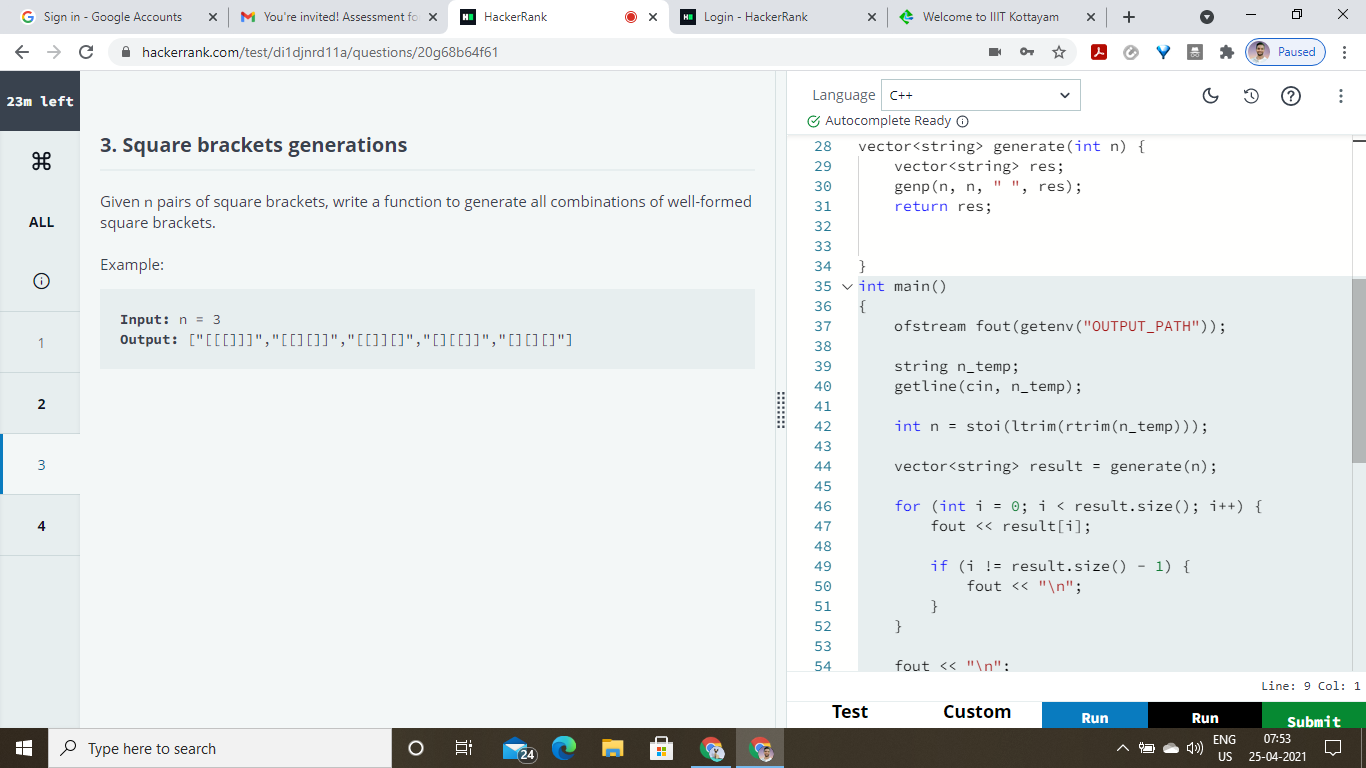 Sign in - Google Accounts
You're invited! Assessment fo
HackerRank
Login - HackerRank
Welcome to IIIT Kottayam
hackerrank.com/test/di1djnrd11a/questions/20g68b64f61
Paused
23m left
ALL
1
2
3
4
3. Square brackets generations
Given n pairs of square brackets, write a function to generate all combinations of well-formed
square brackets.
Example:
Input: n = 3
Output: ["[[[]]]","[[][]]","[[]][]","[][[]]","[][][]"]
Language C++
Autocomplete Ready
28 vector<string> generate(int n) {
29 vector<string> res;
30 genp(n, n, " ", res);
31 return res;
32
33
34 }
35 int main()
36 {
37 ofstream fout(getenv("OUTPUT_PATH"));
38
39 string n_temp;
40 getline(cin, n_temp);
41
42 int n = stoi(ltrim(rtrim(n_temp)));
43
44 vector<string> result = generate(n);
45
46 for (int i = 0; i < result.size(); i++) {
47 fout << result[i];
48
49 if (i != result.size() - 1) {
50 fout << "\n";
51 }
52 }
53
54 fout << "\n";
Line: 9 Col: 1
Test
Custom
Run
Run
Submit
Type here to search
24
ENG
US
07:53
25-04-2021